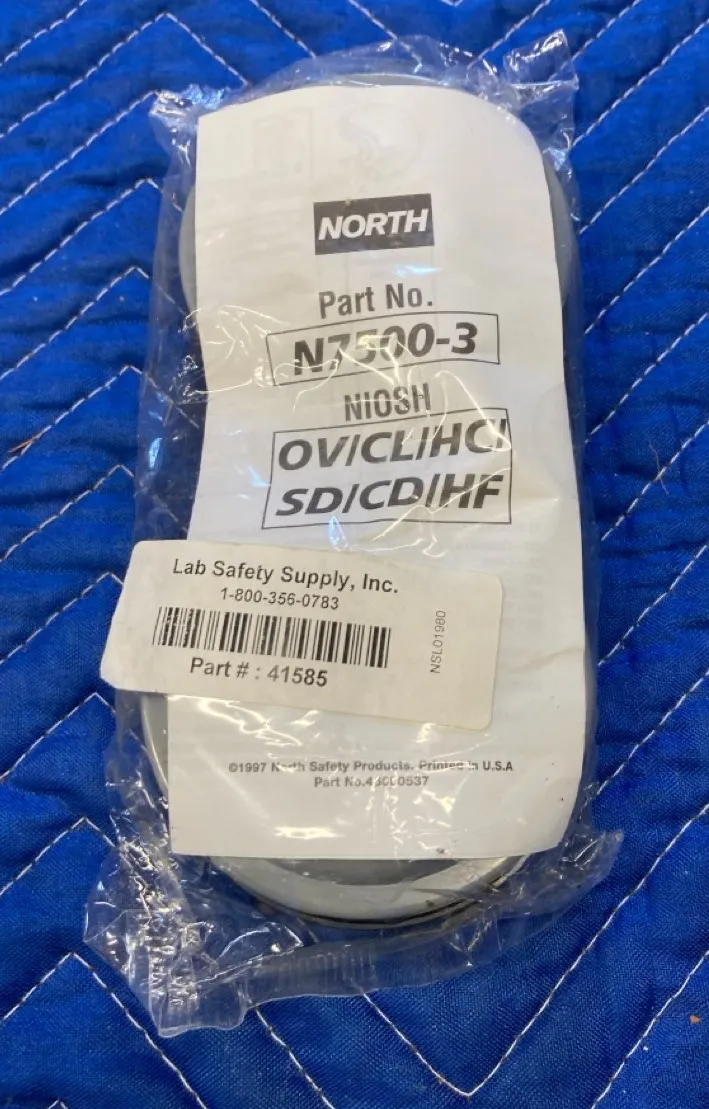 NORTH
Part No.
N7500-3
NIOSH
OV/CL/HCl
SD/CD/HF
Lab Safety Supply, Inc.
1-800-356-0783
Part # : 41585
NSL01980
©1997 North Safety Products. Printed in U.S.A